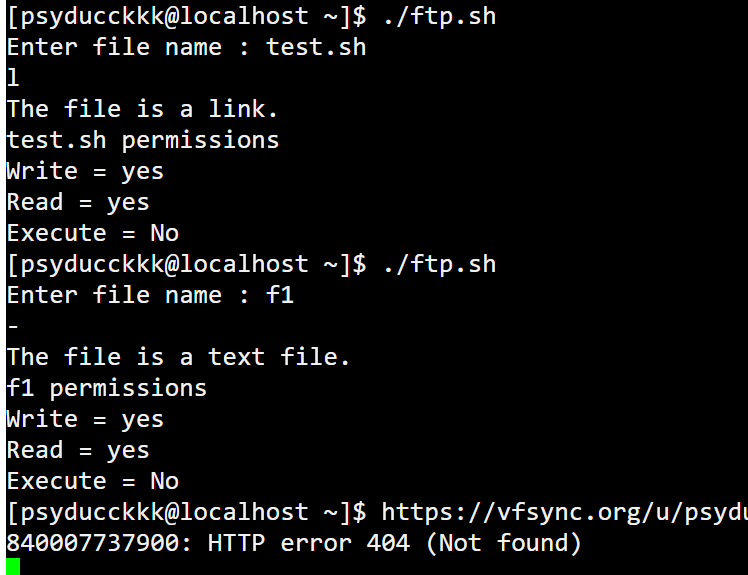 [psyducckkk@localhost ~]$ ./ftp.sh
Enter file name : test.sh
l
The file is a link.
test.sh permissions
Write = yes
Read = yes
Execute = No
[psyducckkk@localhost ~]$ ./ftp.sh
Enter file name : f1
-
The file is a text file.
f1 permissions
Write = yes
Read = yes
Execute = No
[psyducckkk@localhost ~]$ https://vfsync.org/u/psydu
840007737900: HTTP error 404 (Not found)